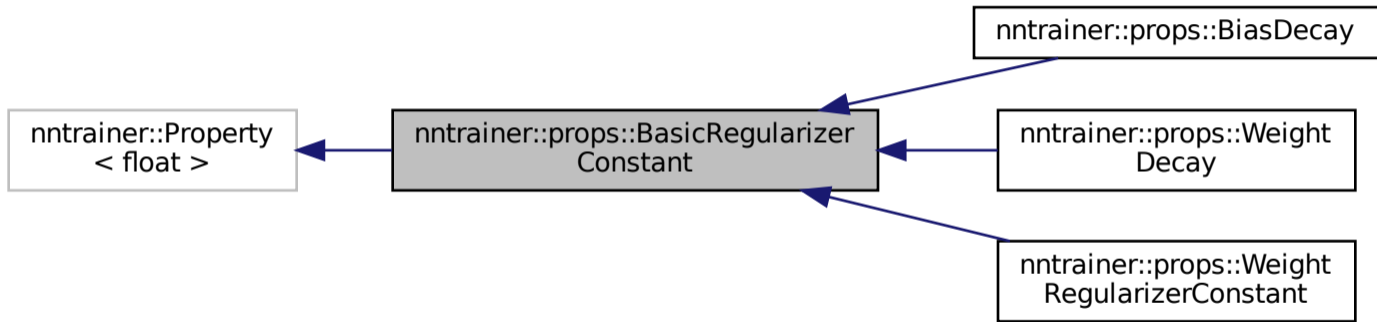 nntrainer::props::BiasDecay
nntrainer::Property
< float >
nntrainer::props::BasicRegularizer
Constant
nntrainer::props::Weight
Decay
nntrainer::props::Weight
RegularizerConstant